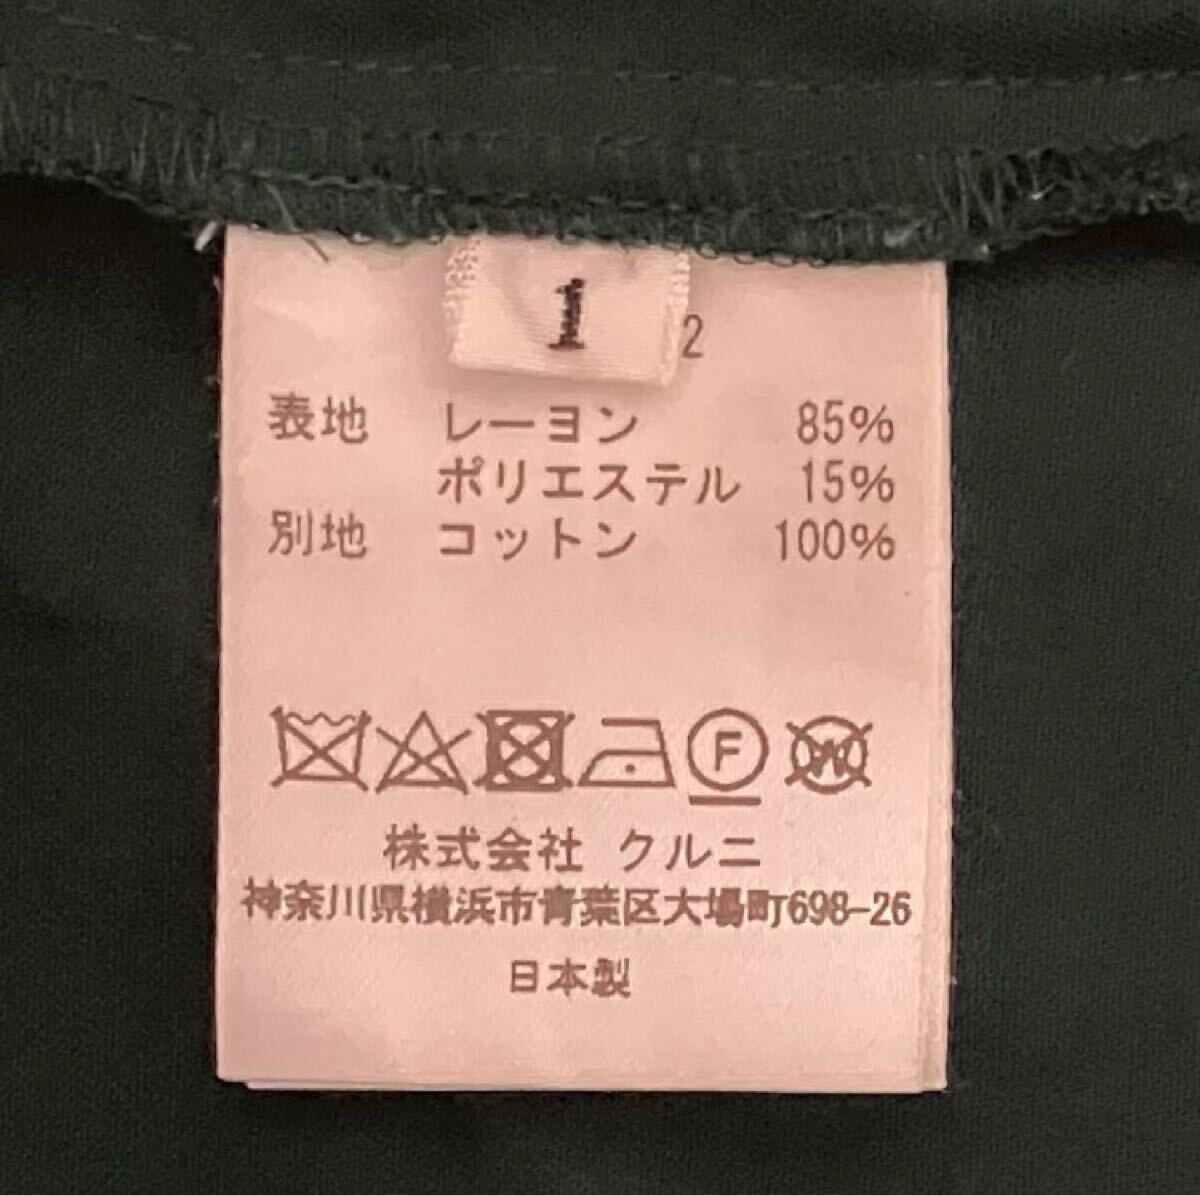 1
2
表地 レーヨン 85%
ポリエステル 15%
別地 コットン 100%
F W
株式会社 クルニ
神奈川県横浜市青葉区大場町698-26
日本製